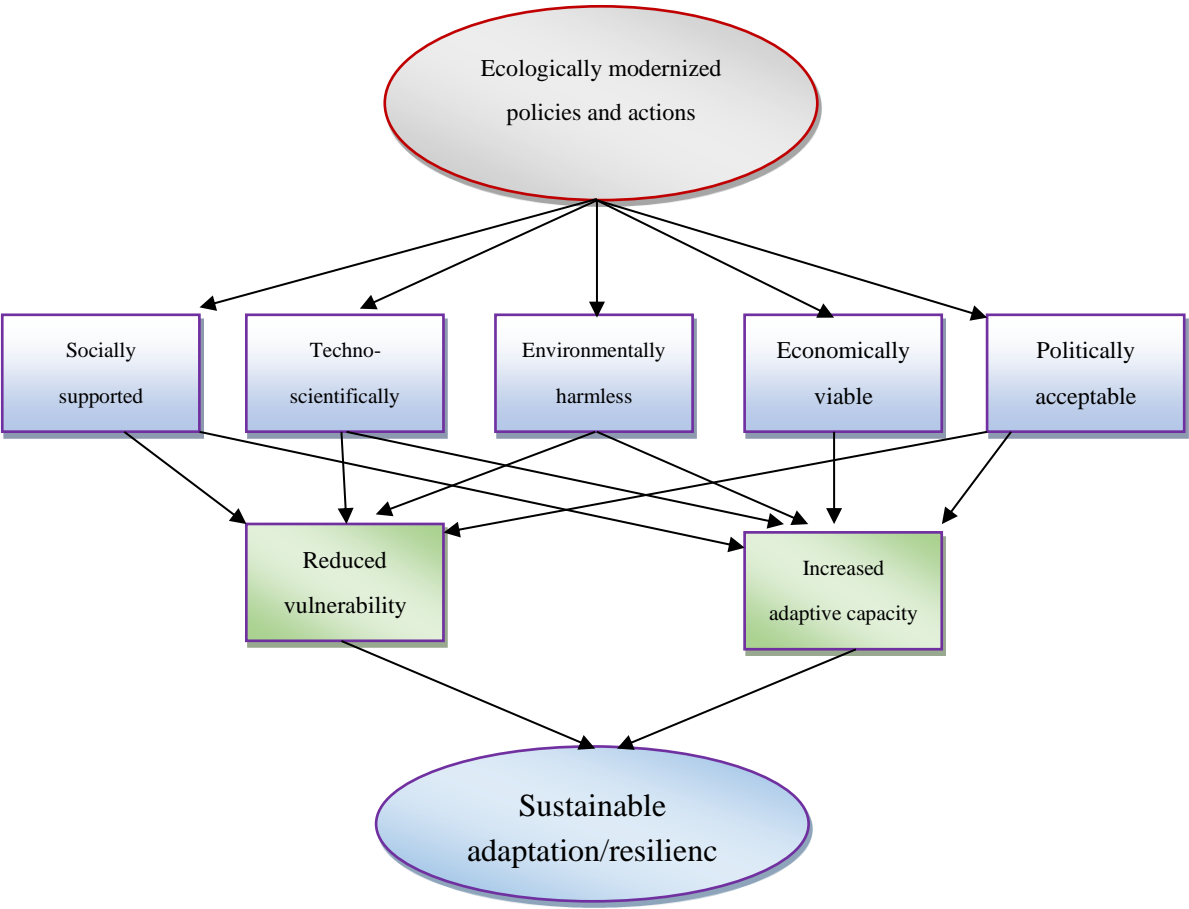 Ecologically modernized
policies and actions
Socially
supported
Techno-
scientifically
Environmentally
harmless
Economically
viable
Politically
acceptable
Reduced
vulnerability
Increased
adaptive capacity
Sustainable
adaptation/resilienc